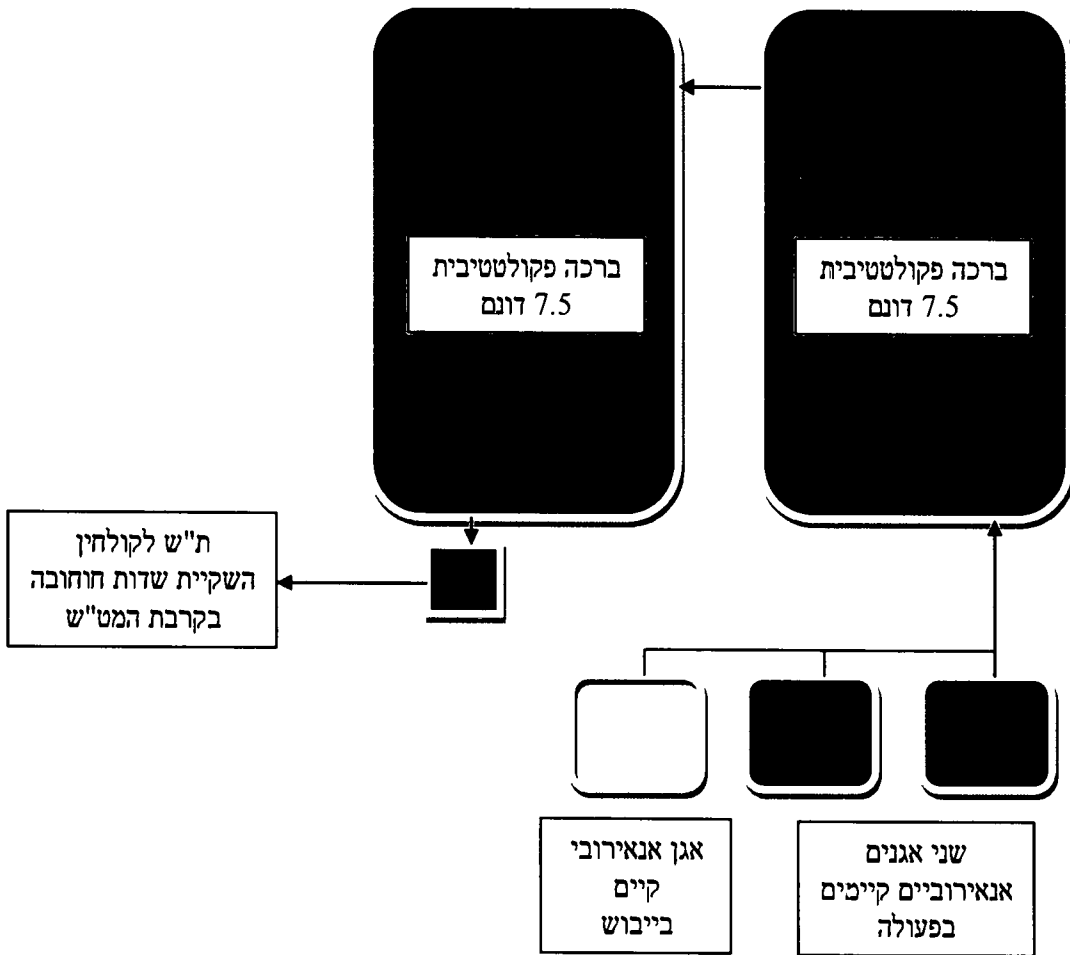 ברכה פקולטטיבית
7.5 דונם
ברכה פקולטטיבית
7.5 דונם
ת"ש לקולחין
השקיית שדות חוחובה
בקרבת המט"ש
שני אגנים
אנאירוביים קיימים
בפעולה
אגן אנאירובי
קיים
בייבוש